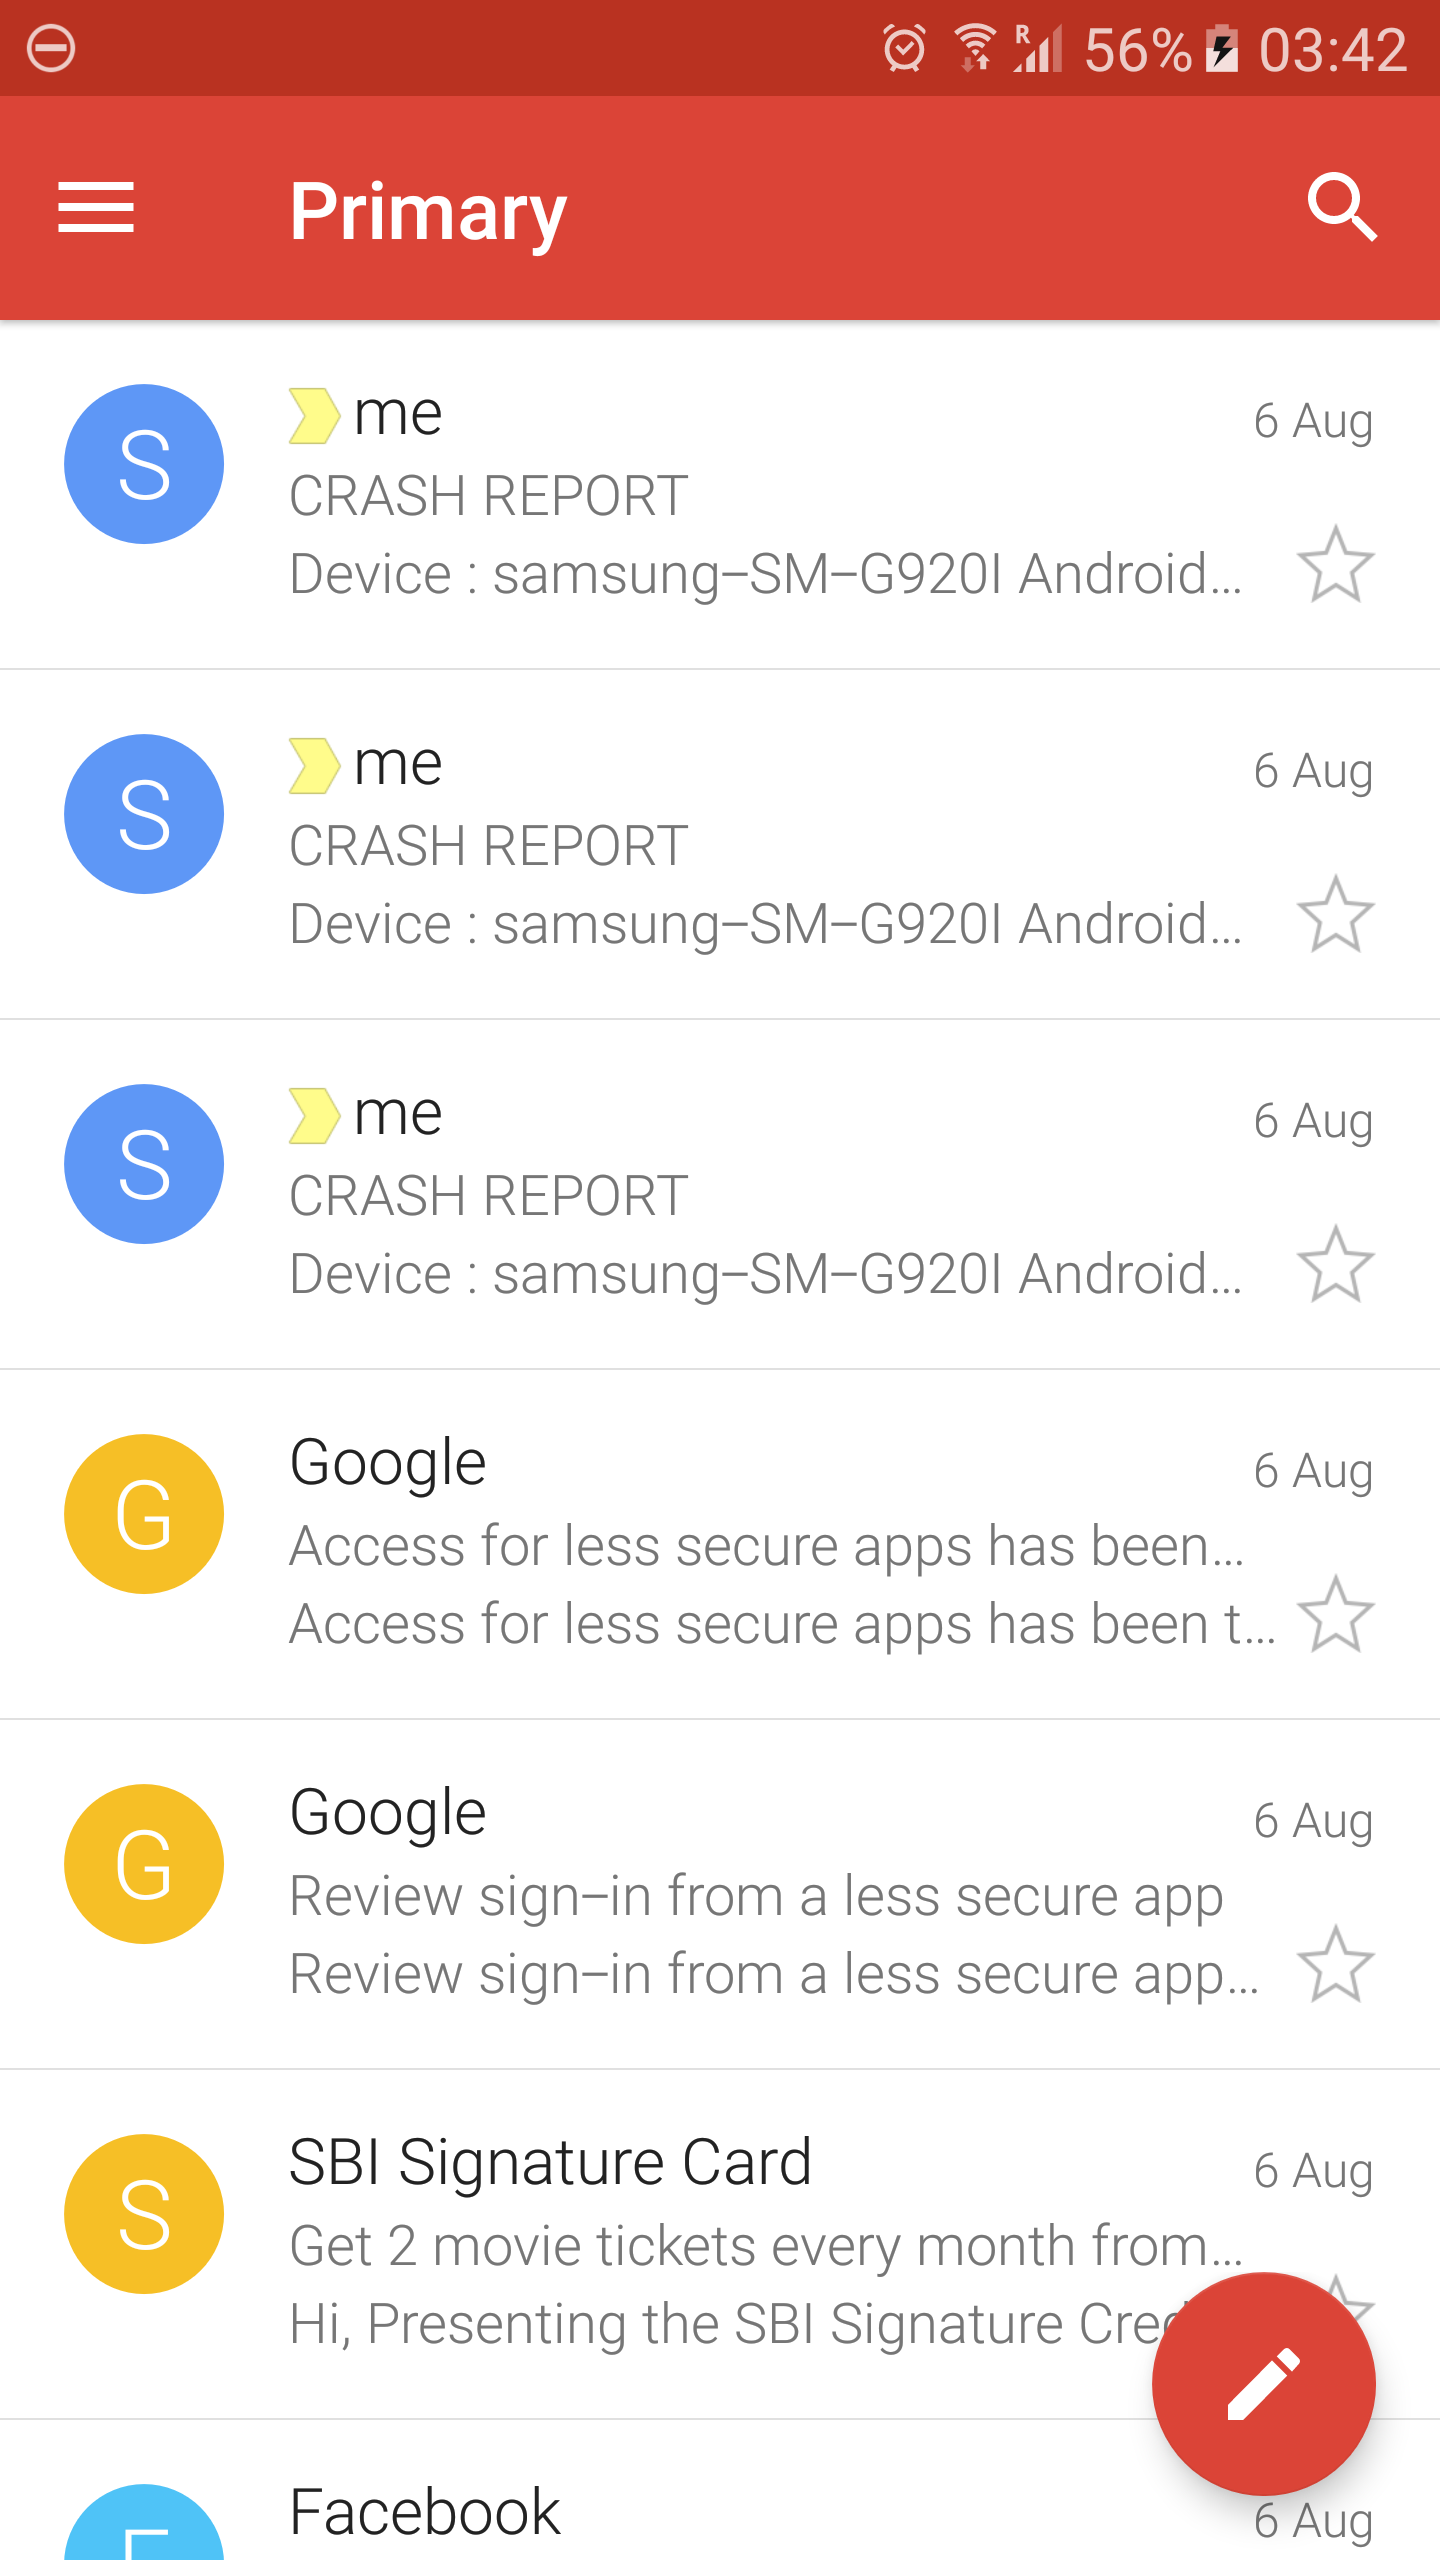 R 56% 03:42
Primary
S me 6 Aug
CRASH REPORT
Device : samsung-SM-G920I Android...
S me 6 Aug
CRASH REPORT
Device : samsung-SM-G920I Android...
S me 6 Aug
CRASH REPORT
Device : samsung-SM-G920I Android...
G Google 6 Aug
Access for less secure apps has been...
Access for less secure apps has been t...
G Google 6 Aug
Review sign-in from a less secure app
Review sign-in from a less secure app...
S SBI Signature Card 6 Aug
Get 2 movie tickets every month from...
Hi, Presenting the SBI Signature
Facebook 6 Aug